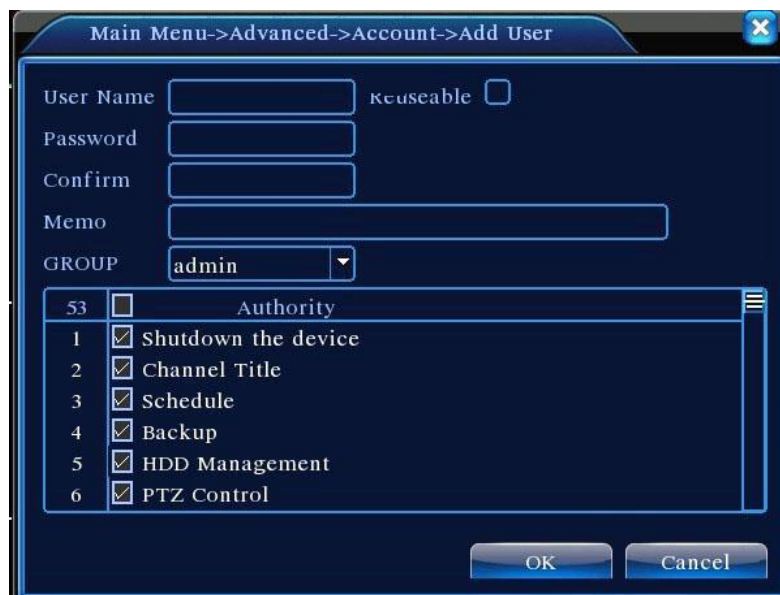 Main Menu->Advanced->Account->Add User
User Name Reuseable
Password
Confirm
Memo
GROUP admin
53 Authority
1 Shutdown the device
2 Channel Title
3 Schedule
4 Backup
5 HDD Management
6 PTZ Control
OK Cancel